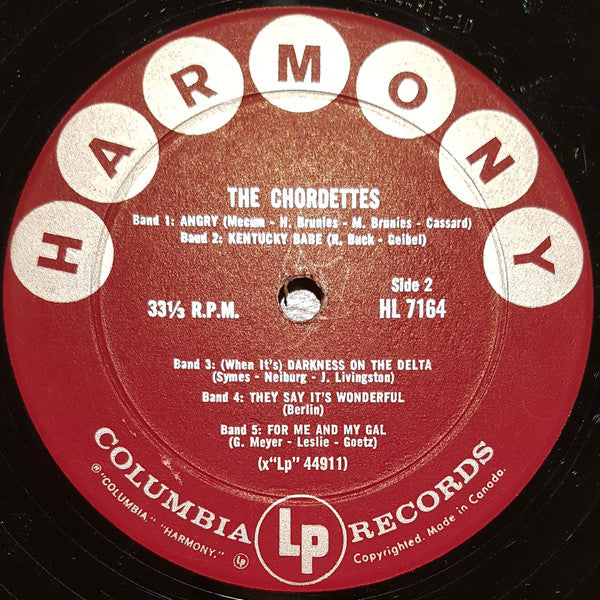 HARMONY
THE CHORDETTES
Band 1: ANGRY (Mecum - H. Brunies - M. Brunies - Cassard)
Band 2: KENTUCKY BABE (R. Buck - Geibel)
33⅓ R.P.M.
Side 2
HL 7164
Band 3: (When It's) DARKNESS ON THE DELTA
(Symes - Neiburg - J. Livingston)
Band 4: THEY SAY IT'S WONDERFUL
(Berlin)
Band 5: FOR ME AND MY GAL
(G. Meyer - Leslie - Goetz)
(x"Lp" 44911)
COLUMBIA Lp RECORDS
® "COLUMBIA," "HARMONY," Lp
Copyrighted. Made in Canada.